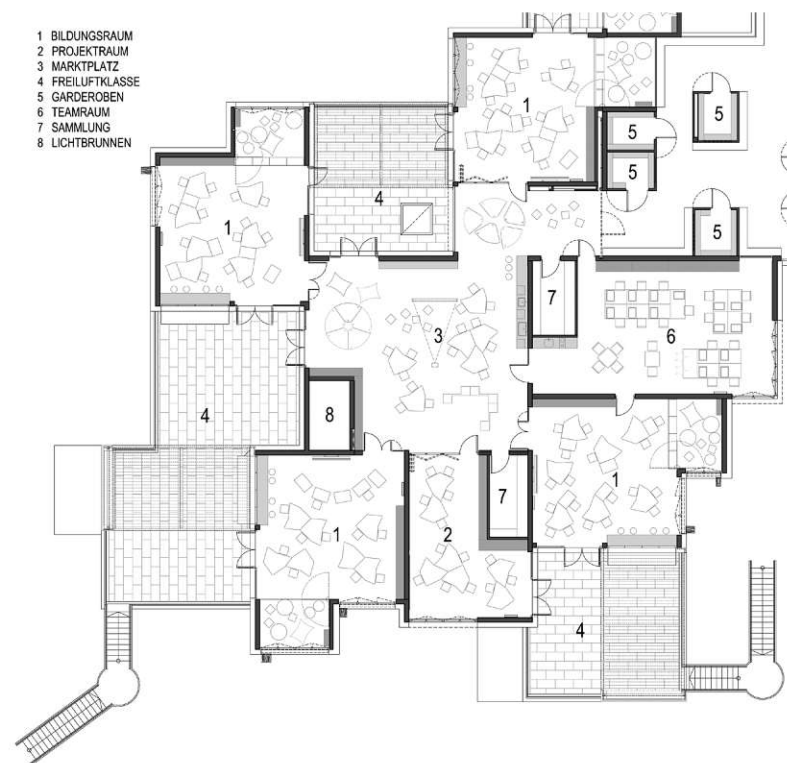 1 BILDUNGSRAUM
2 PROJEKTRAUM
3 MARKTPLATZ
4 FREILUFTKLASSE
5 GARDEROBEN
6 TEAMRAUM
7 SAMMLUNG
8 LICHTBRUNNEN
1
5
5
5
4
1
5
7
3
6
4
8
1
7
1
2
4